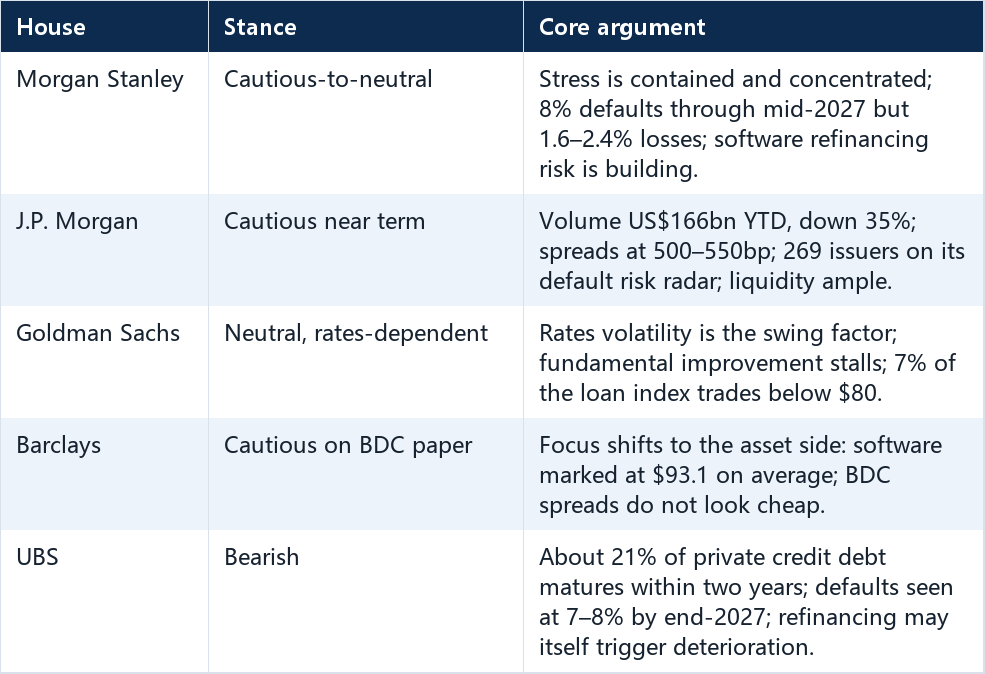 House
Stance
Core argument
Morgan Stanley
Cautious-to-neutral
Stress is contained and concentrated;
8% defaults through mid-2027 but
1.6–2.4% losses; software refinancing
risk is building.
J.P. Morgan
Cautious near term
Volume US$166bn YTD, down 35%;
spreads at 500–550bp; 269 issuers on its
default risk radar; liquidity ample.
Goldman Sachs
Neutral, rates-dependent
Rates volatility is the swing factor;
fundamental improvement stalls; 7% of
the loan index trades below $80.
Barclays
Cautious on BDC paper
Focus shifts to the asset side: software
marked at $93.1 on average; BDC
spreads do not look cheap.
UBS
Bearish
About 21% of private credit debt
matures within two years; defaults seen
at 7–8% by end-2027; refinancing may
itself trigger deterioration.